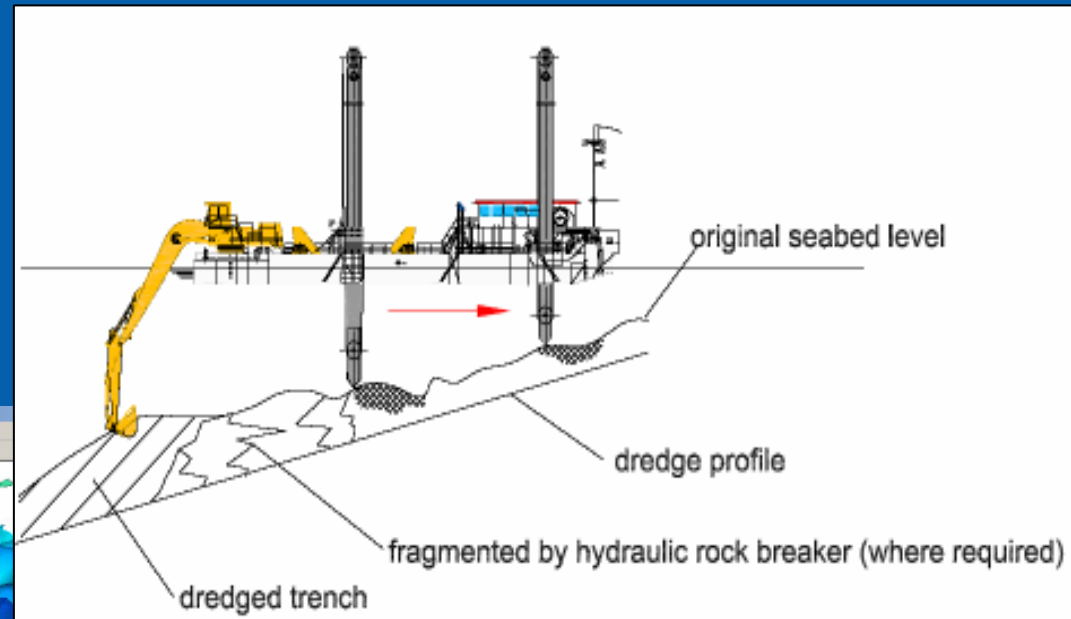 original seabed level
dredge profile
fragmented by hydraulic rock breaker (where required)
dredged trench